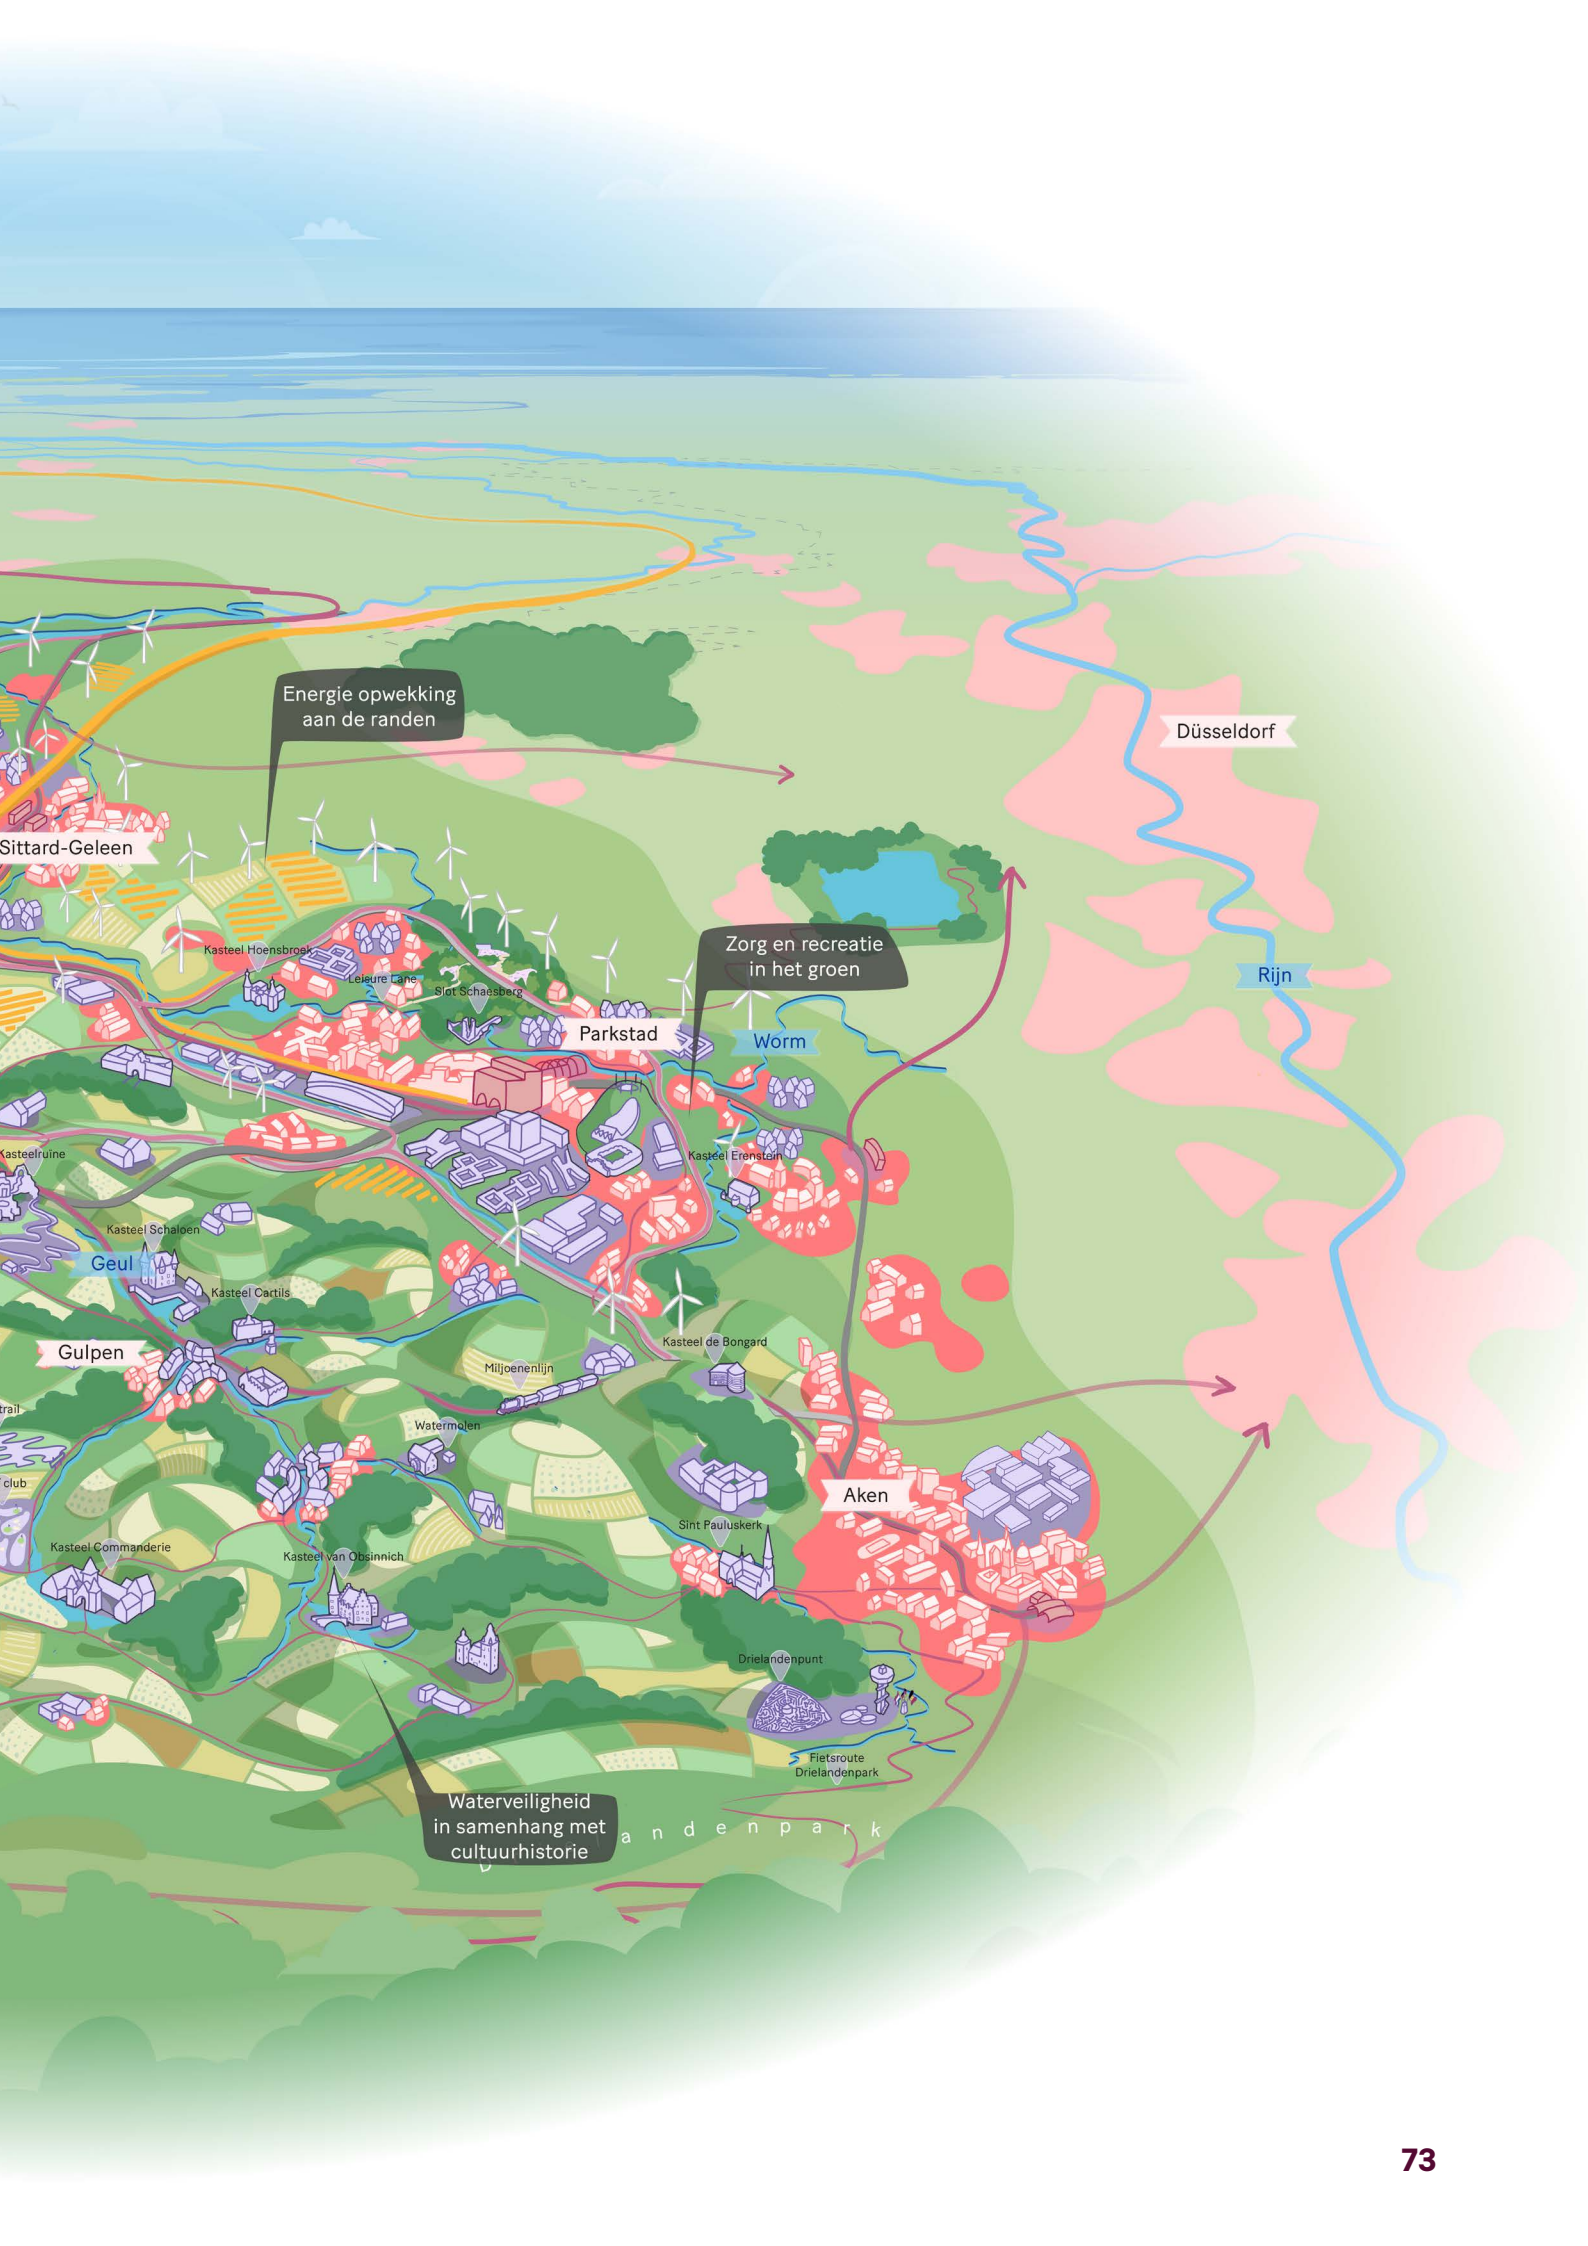 Energie opwekking
aan de randen
Düsseldorf
Sittard-Geleen
Zorg en recreatie
in het groen
Kasteel Hoensbroek
Leisure Lane
Slot Schaesberg
Rijn
Parkstad
Worm
Kasteelruïne
Kasteel Erenstein
Kasteel Schaloen
Geul
Kasteel Cartils
Kasteel de Bongard
Gulpen
Miljoenenlijn
trail
Watermolen
club
Aken
Sint Pauluskerk
Kasteel Commanderie
Kasteel van Obsinnich
Drielandenpunt
Fietsroute
Drielandenpark
Waterveiligheid
in samenhang met
cultuurhistorie
andenpark
73